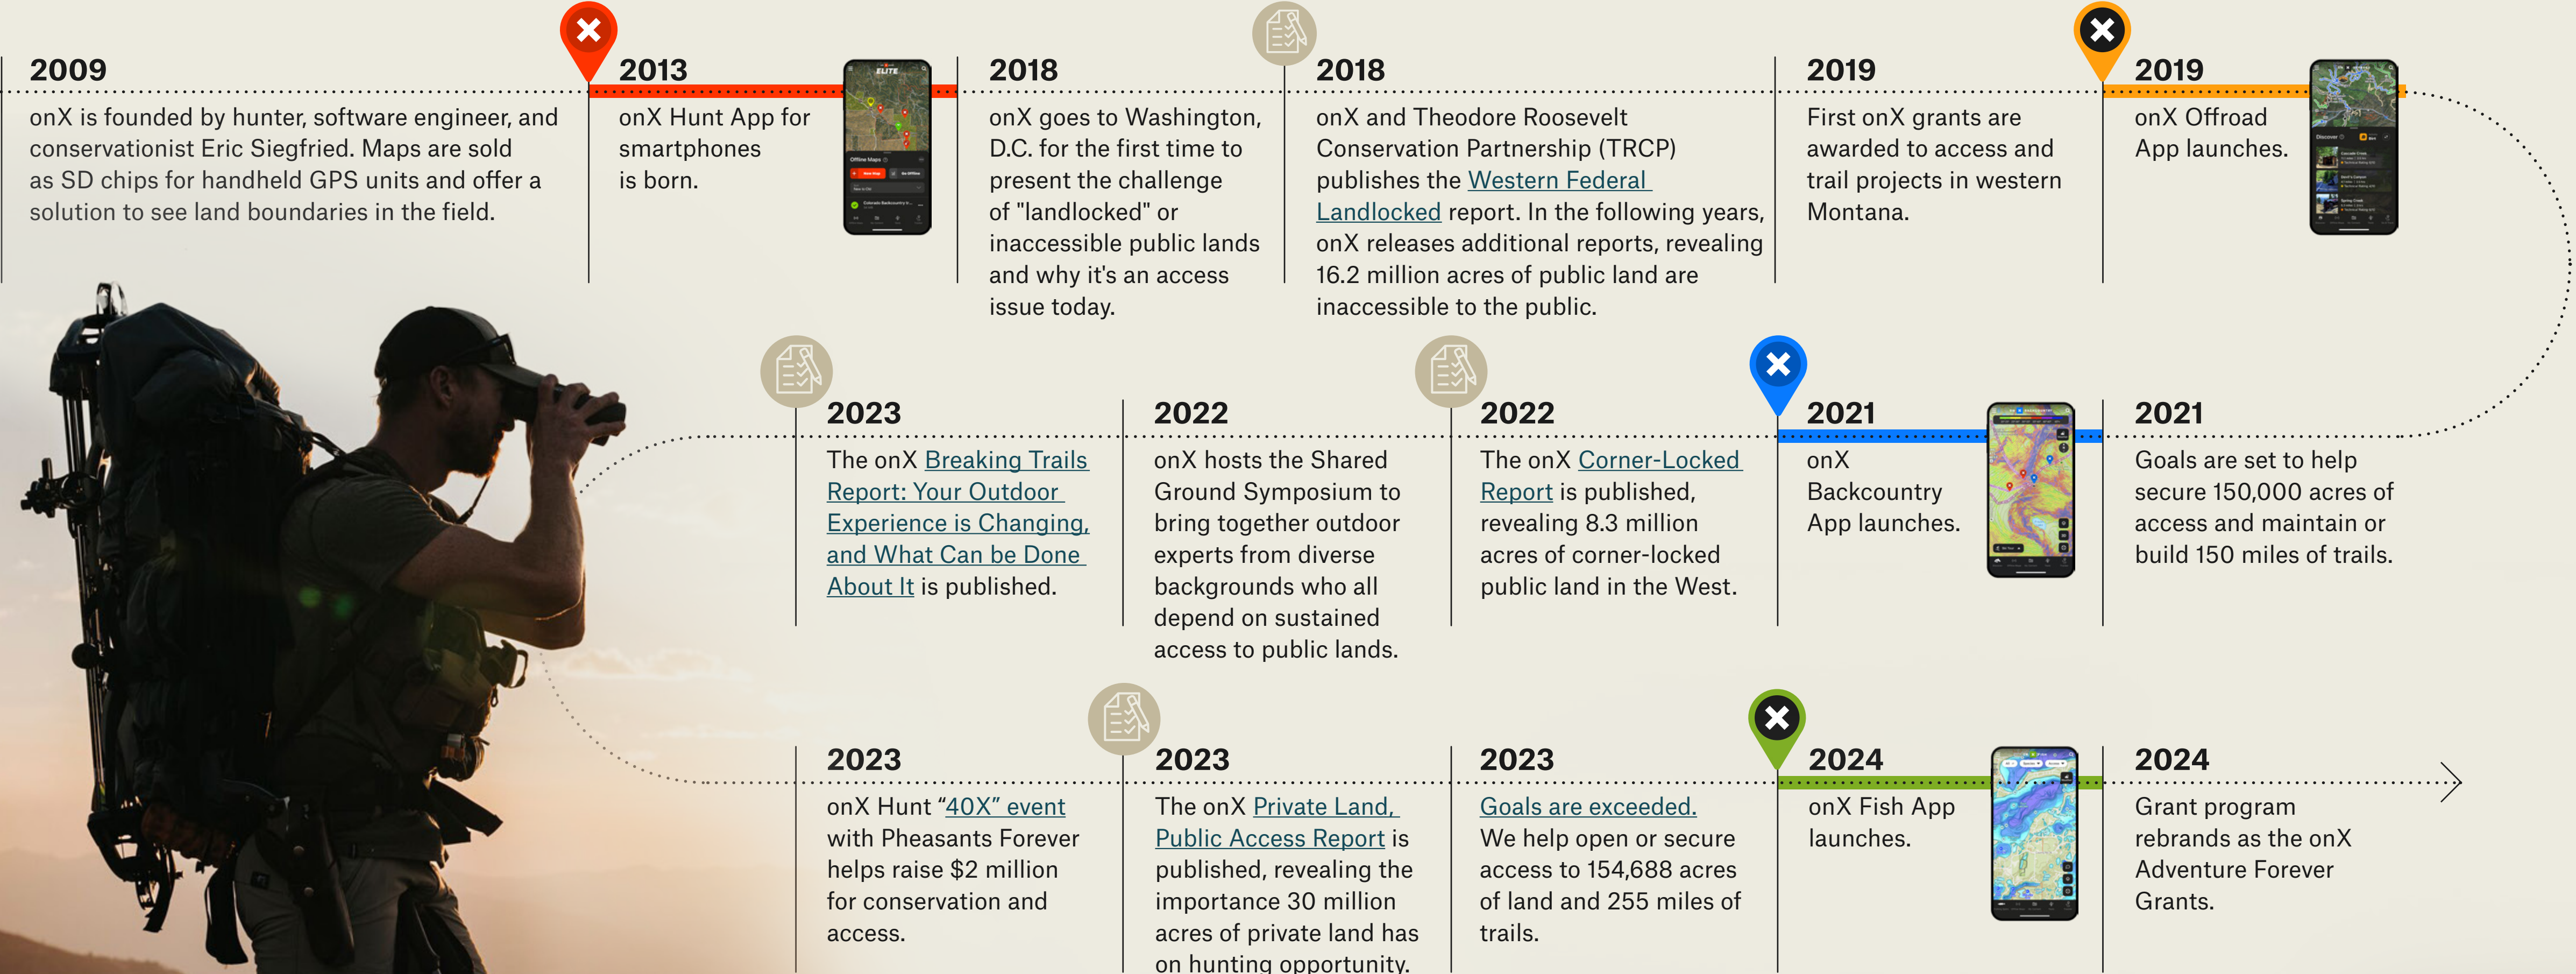 2009
onX is founded by hunter, software engineer, and
conservationist Eric Siegfried. Maps are sold
as SD chips for handheld GPS units and offer a
solution to see land boundaries in the field.
2013
onX Hunt App for
smartphones
is born.
ELITE
Offline Maps
2018
onX goes to Washington,
D.C. for the first time to
present the challenge
of "landlocked" or
inaccessible public lands
and why it's an access
issue today.
2018
onX and Theodore Roosevelt
Conservation Partnership (TRCP)
publishes the Western Federal
Landlocked report. In the following years,
onX releases additional reports, revealing
16.2 million acres of public land are
inaccessible to the public.
2019
First onX grants are
awarded to access and
trail projects in western
Montana.
2019
onX Offroad
App launches.
Discover
2021
Goals are set to help
secure 150,000 acres of
access and maintain or
build 150 miles of trails.
2021
onX
Backcountry
App launches.
2022
The onX Corner-Locked
Report is published,
revealing 8.3 million
acres of corner-locked
public land in the West.
2022
onX hosts the Shared
Ground Symposium to
bring together outdoor
experts from diverse
backgrounds who all
depend on sustained
access to public lands.
2023
The onX Breaking Trails
Report: Your Outdoor
Experience is Changing,
and What Can be Done
About It is published.
2023
onX Hunt “40X” event
with Pheasants Forever
helps raise $2 million
for conservation and
access.
2023
The onX Private Land,
Public Access Report is
published, revealing the
importance 30 million
acres of private land has
on hunting opportunity.
2023
Goals are exceeded.
We help open or secure
access to 154,688 acres
of land and 255 miles of
trails.
2024
onX Fish App
launches.
2024
Grant program
rebrands as the onX
Adventure Forever
Grants.